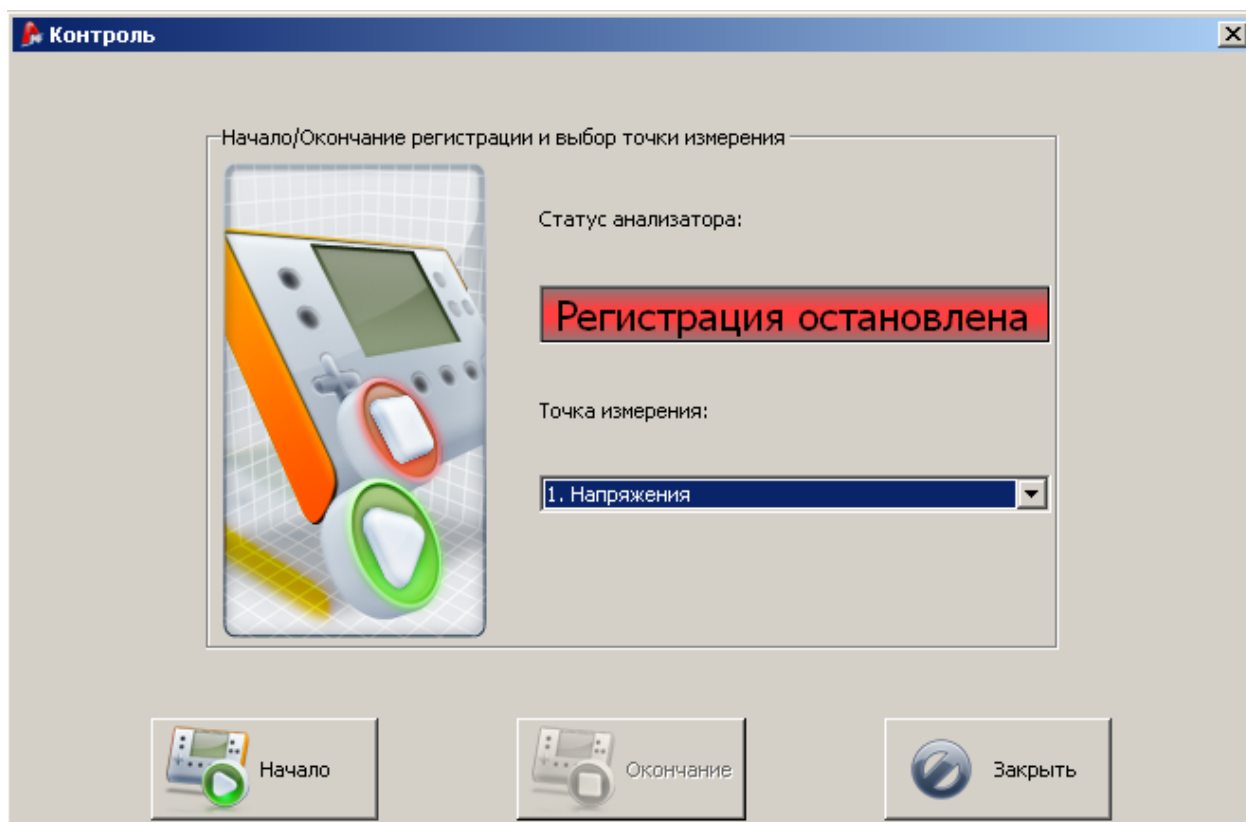 Контроль
Начало/Окончание регистрации и выбор точки измерения
Статус анализатора:
Регистрация остановлена
Точка измерения:
1. Напряжения
Начало
Окончание
Закрыть